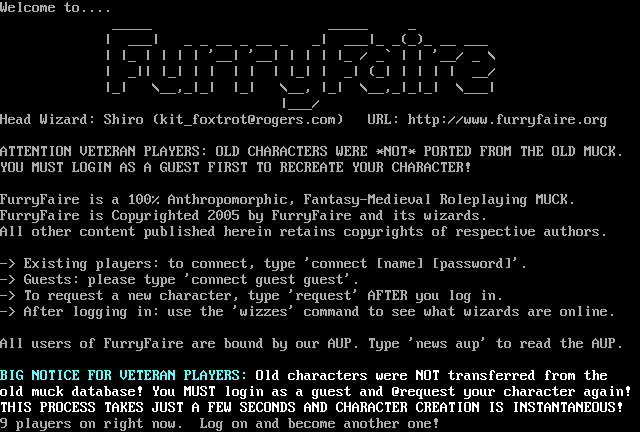 Welcome to....
FurryFaire
Head Wizard: Shiro (kit_foxtrot@rogers.com)   URL: http://www.furryfaire.org
ATTENTION VETERAN PLAYERS: OLD CHARACTERS WERE *NOT* PORTED FROM THE OLD MUCK.
YOU MUST LOGIN AS A GUEST FIRST TO RECREATE YOUR CHARACTER!
FurryFaire is a 100% Anthropomorphic, Fantasy-Medieval Roleplaying MUCK.
FurryFaire is Copyrighted 2005 by FurryFaire and its wizards.
All other content published herein retains copyrights of respective authors.
-> Existing players: to connect, type 'connect [name] [password]'.
-> Guests: please type 'connect guest guest'.
-> To request a new character, type 'request' AFTER you log in.
-> After logging in: use the 'wizzes' command to see what wizards are online.
All users of FurryFaire are bound by our AUP. Type 'news aup' to read the AUP.
BIG NOTICE FOR VETERAN PLAYERS: Old characters were NOT transferred from the
old muck database! You MUST login as a guest and @request your character again!
THIS PROCESS TAKES JUST A FEW SECONDS AND CHARACTER CREATION IS INSTANTANEOUS!
9 players on right now.  Log on and become another one!